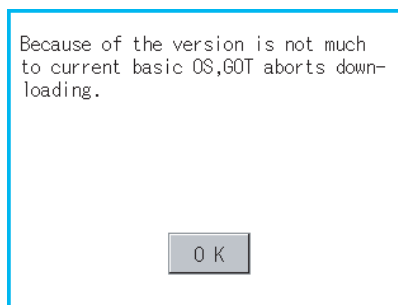 Because of the version is not much
to current basic OS,GOT aborts down-
loading.
OK